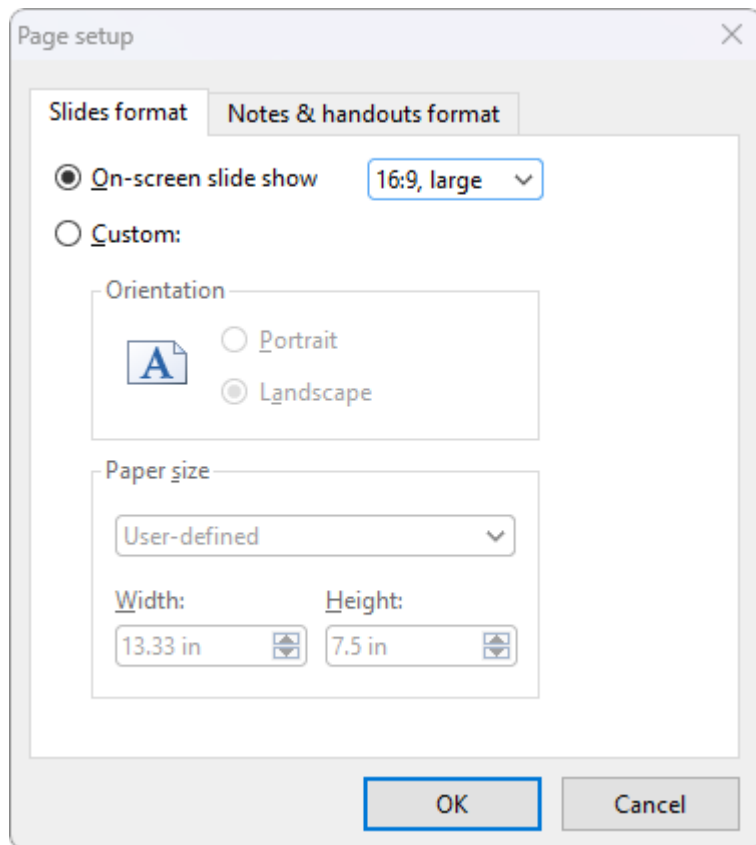 Page setup
Slides format Notes & handouts format
On-screen slide show 16:9, large
Custom:
Orientation
A
Portrait
Landscape
Paper size
User-defined
Width: Height:
13.33 in 7.5 in
OK Cancel